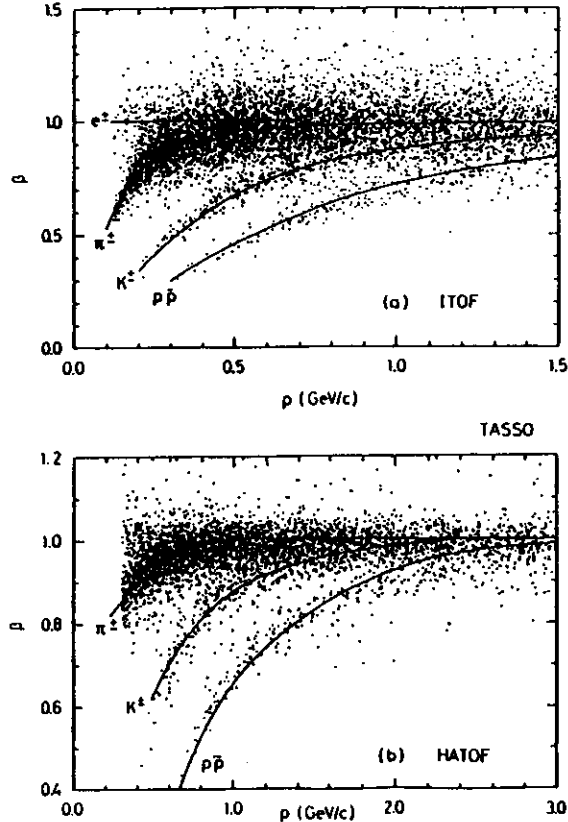 1.5
e±
1.0
β
0.5
π±
K±
pp̄
(a) ITOF
0.0
0.0 0.5 1.0 1.5
p (GeV/c)
TASSO
1.2
1.0
π±
β
0.8
K±
0.6
pp̄
(b) HATOF
0.4
0.0 1.0 2.0 3.0
p (GeV/c)